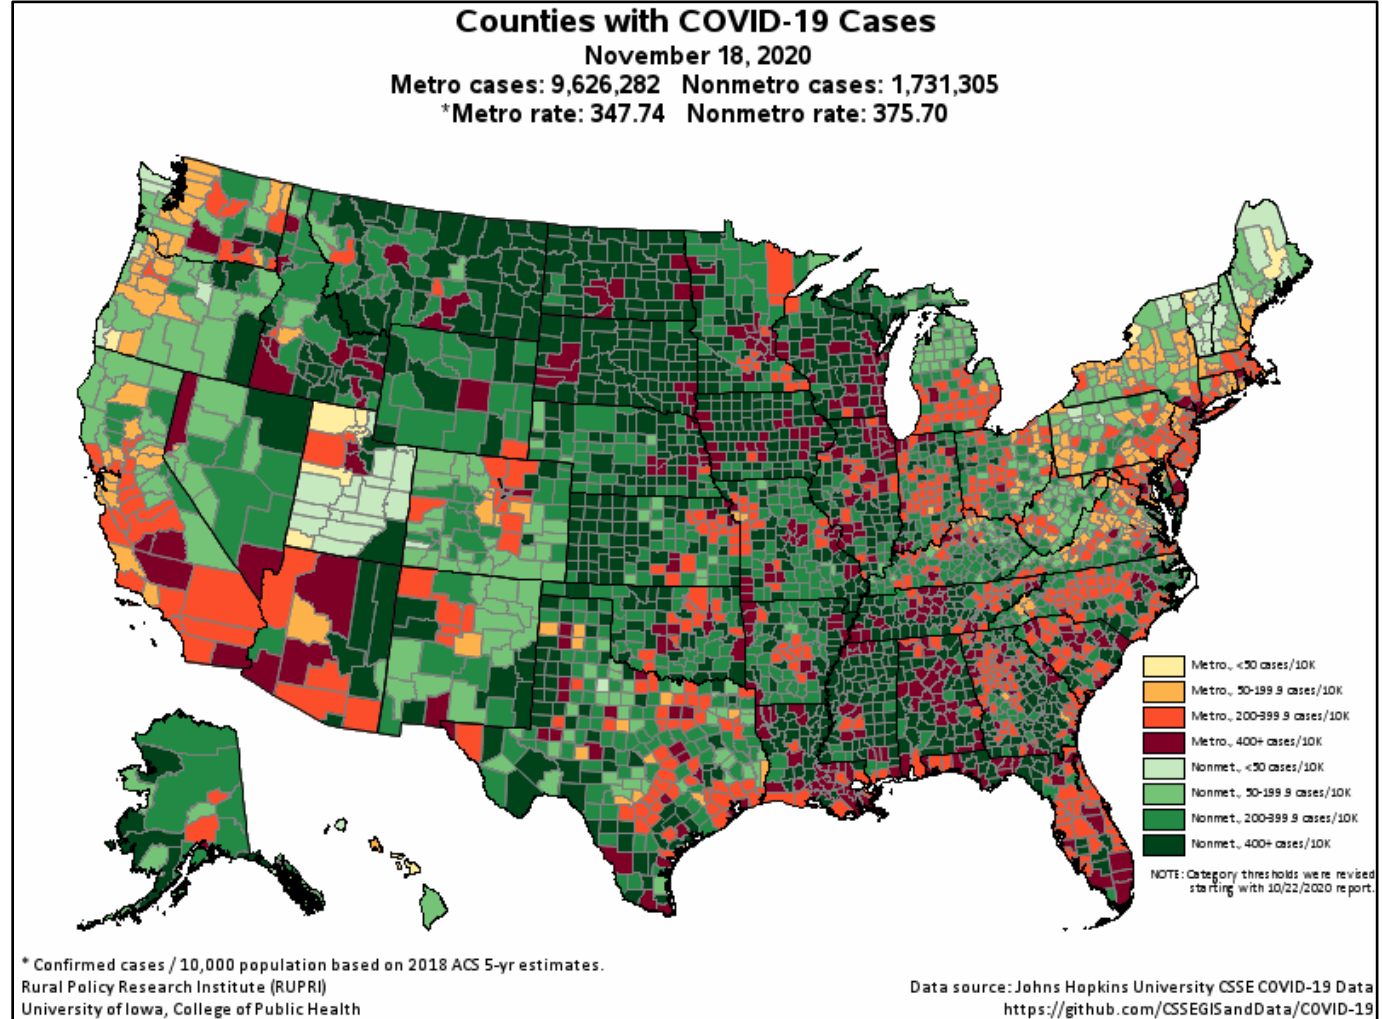 Counties with COVID-19 Cases
November 18, 2020
Metro cases: 9,626,282 Nonmetro cases: 1,731,305
*Metro rate: 347.74 Nonmetro rate: 375.70
Metro., <50 cases/10K
Metro., 50-199.9 cases/10K
Metro., 200-399.9 cases/10K
Metro., 400+ cases/10K
Nonmet., <50 cases/10K
Nonmet., 50-199.9 cases/10K
Nonmet., 200-399.9 cases/10K
Nonmet., 400+ cases/10K
NOTE: Category thresholds were revised
starting with 10/22/2020 report.
* Confirmed cases / 10,000 population based on 2018 ACS 5-yr estimates.
Rural Policy Research Institute (RUPRI)
University of Iowa, College of Public Health
Data source: Johns Hopkins University CSSE COVID-19 Data
https://github.com/CSSEGISandData/COVID-19